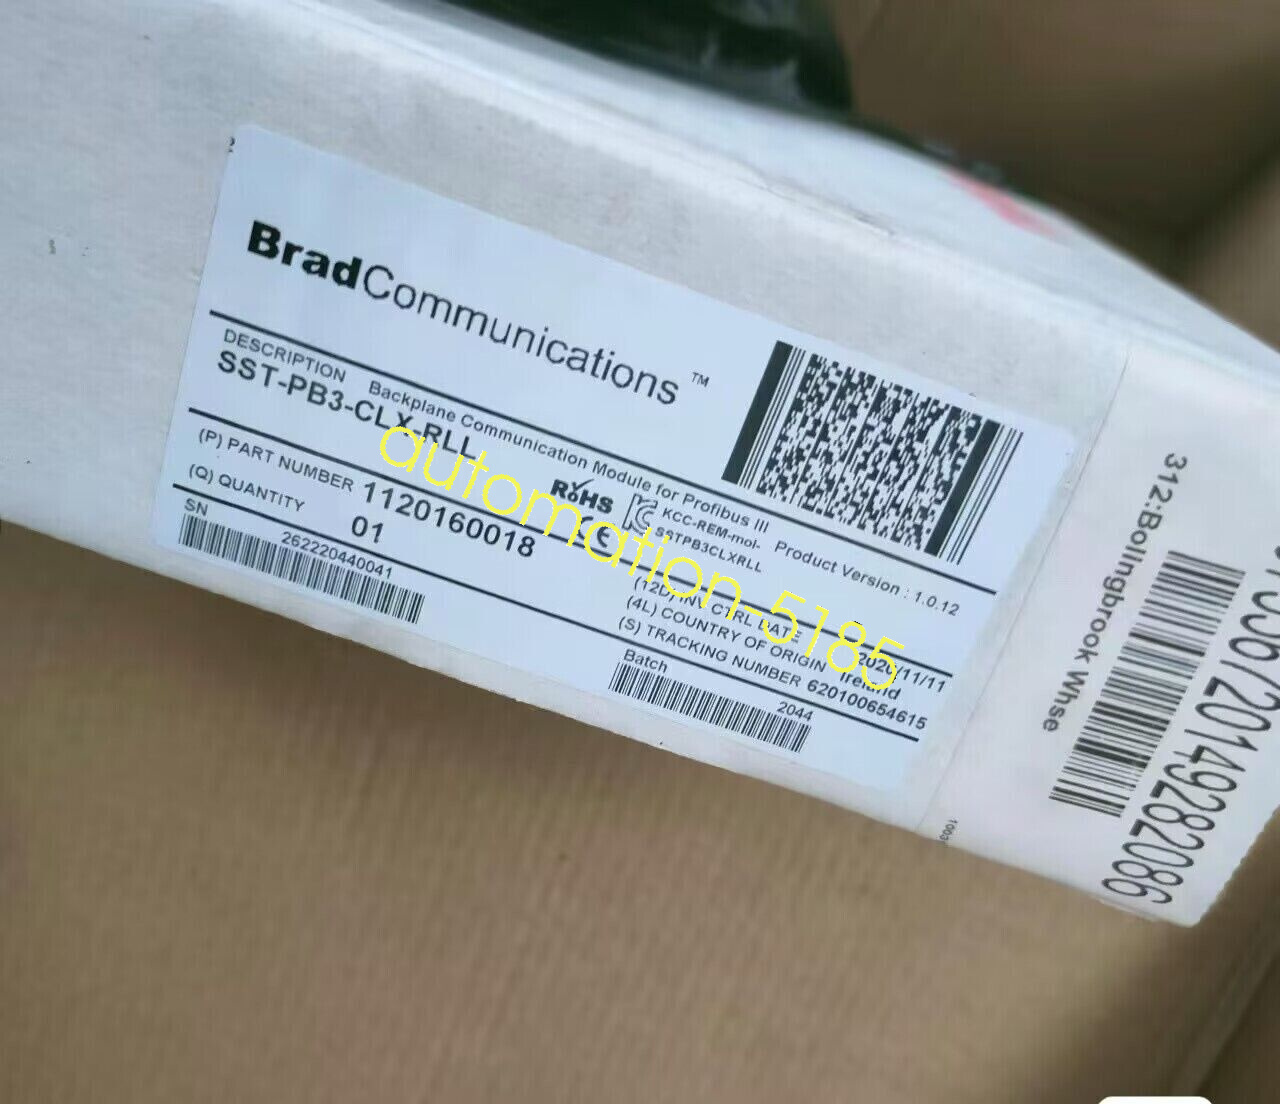 BradCommunications™
DESCRIPTION Backplane Communication Module for Profibus III
SST-PB3-CLX-RLL
Product Version : 1.0.12
RoHS
KCC-REM-mol-
SSTPB3CLXRLL
CE
(P) PART NUMBER 1120160018
(Q) QUANTITY 01
(12D) INV CTRL DATE 2020/11/11
(4L) COUNTRY OF ORIGIN Ireland
(S) TRACKING NUMBER 620100654615
SN 262220440041
Batch 2044
automation-5185
312:Bollingbrook Whse